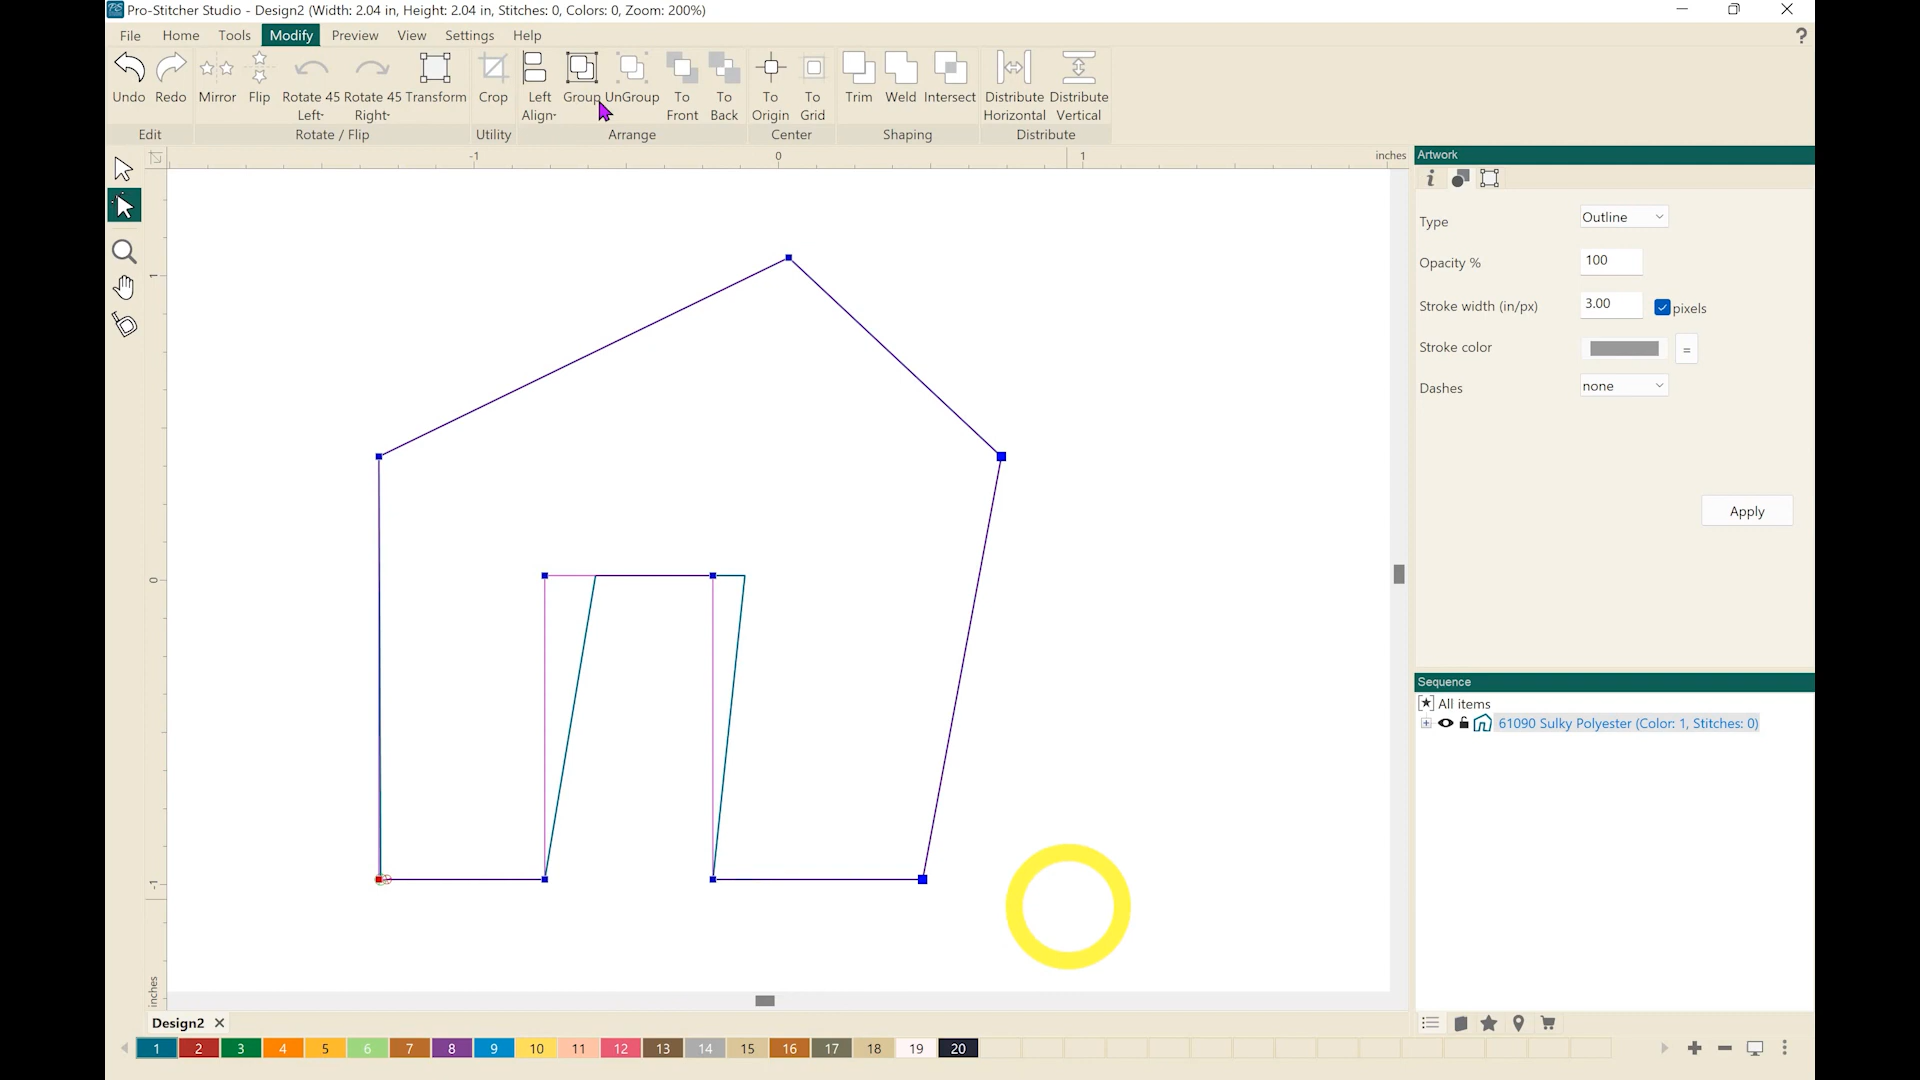 Pro-Stitcher Studio - Design2 (Width: 2.04 in, Height: 2.04 in, Stitches: 0, Colors: 0, Zoom: 200%)
File Home Tools Modify Preview View Settings Help ?
Undo Redo Mirror Flip Rotate 45 Left- Rotate 45 Right- Transform Crop Left Align- Group UnGroup To Front To Back To Origin To Grid Trim Weld Intersect Distribute Horizontal Distribute Vertical
Edit Rotate / Flip Utility Arrange Center Shaping Distribute
-1 0 1 inches
1
0
-1
inches
Artwork
i
Type Outline
Opacity % 100
Stroke width (in/px) 3.00 pixels
Stroke color =
Dashes none
Apply
Sequence
All items
61090 Sulky Polyester (Color: 1, Stitches: 0)
Design2
1 2 3 4 5 6 7 8 9 10 11 12 13 14 15 16 17 18 19 20